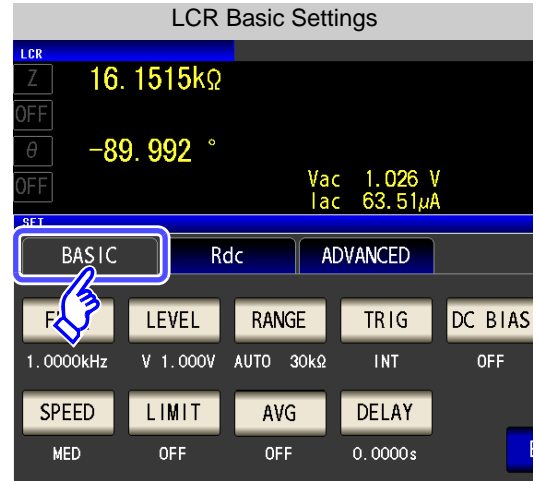 LCR Basic Settings
LCR
Z 16.1515kΩ
OFF
θ -89.992 °
OFF
Vac 1.026 V
Iac 63.51μA
SET
BASIC Rdc ADVANCED
LEVEL RANGE TRIG DC BIAS
1.0000kHz V 1.000V AUTO 30kΩ INT OFF
SPEED LIMIT AVG DELAY
MED OFF OFF 0.0000s